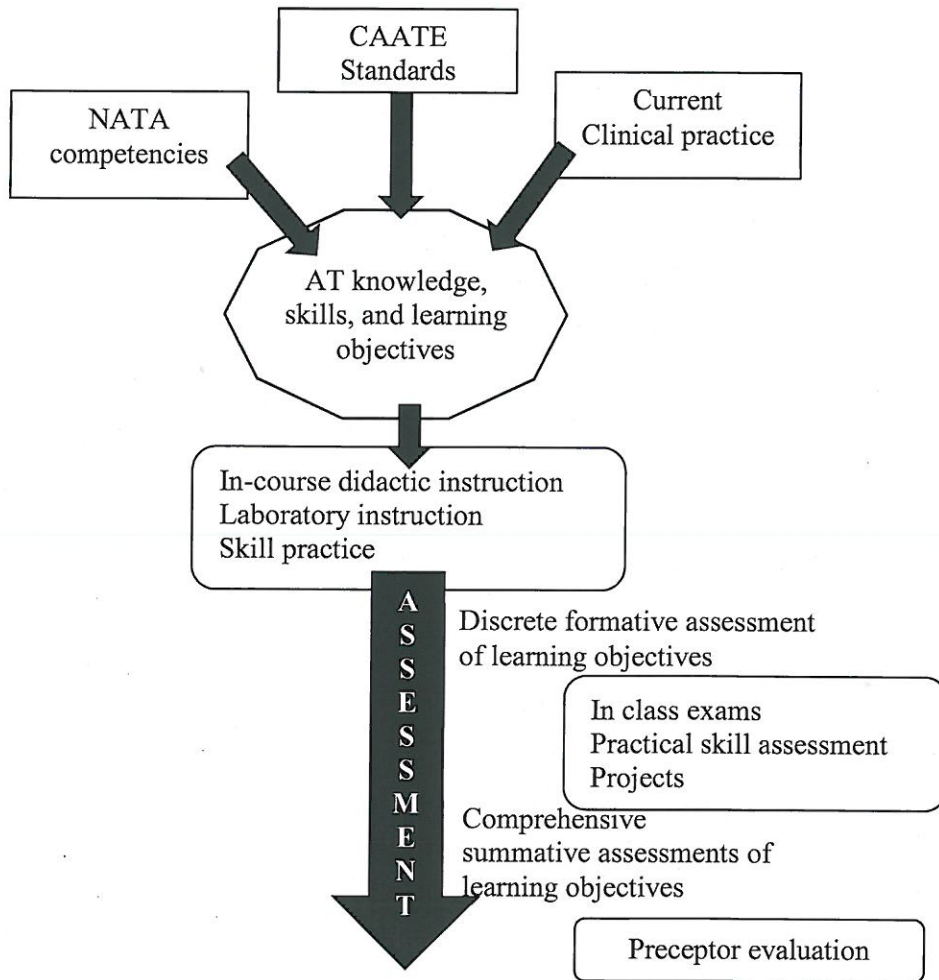 CAATE
Standards
NATA
competencies
Current
Clinical practice
AT knowledge,
skills, and learning
objectives
In-course didactic instruction
Laboratory instruction
Skill practice
ASSESSMENT
Discrete formative assessment
of learning objectives
In class exams
Practical skill assessment
Projects
Comprehensive
summative assessments of
learning objectives
Preceptor evaluation